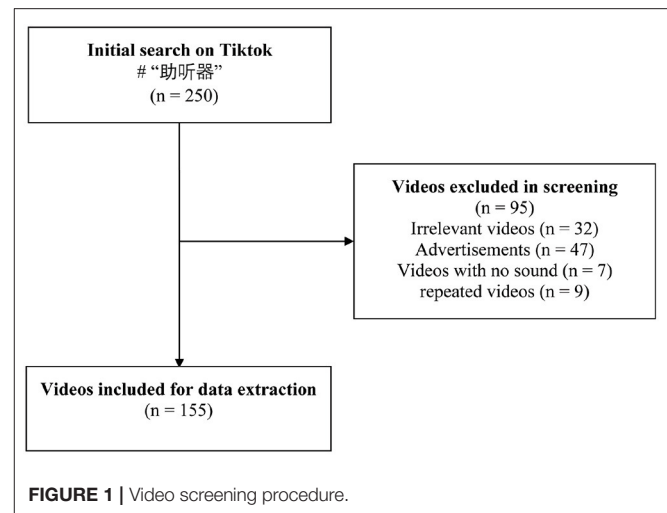 Initial search on Tiktok
# “助听器”
(n = 250)
Videos excluded in screening
(n = 95)
Irrelevant videos (n = 32)
Advertisements (n = 47)
Videos with no sound (n = 7)
repeated videos (n = 9)
Videos included for data extraction
(n = 155)
FIGURE 1 | Video screening procedure.